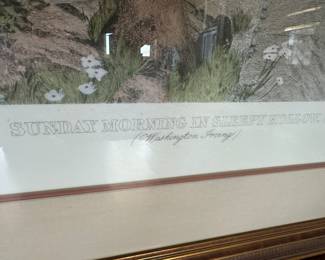 SUNDAY MORNING IN SLEEPY HOLLOW
(Washington Irving)